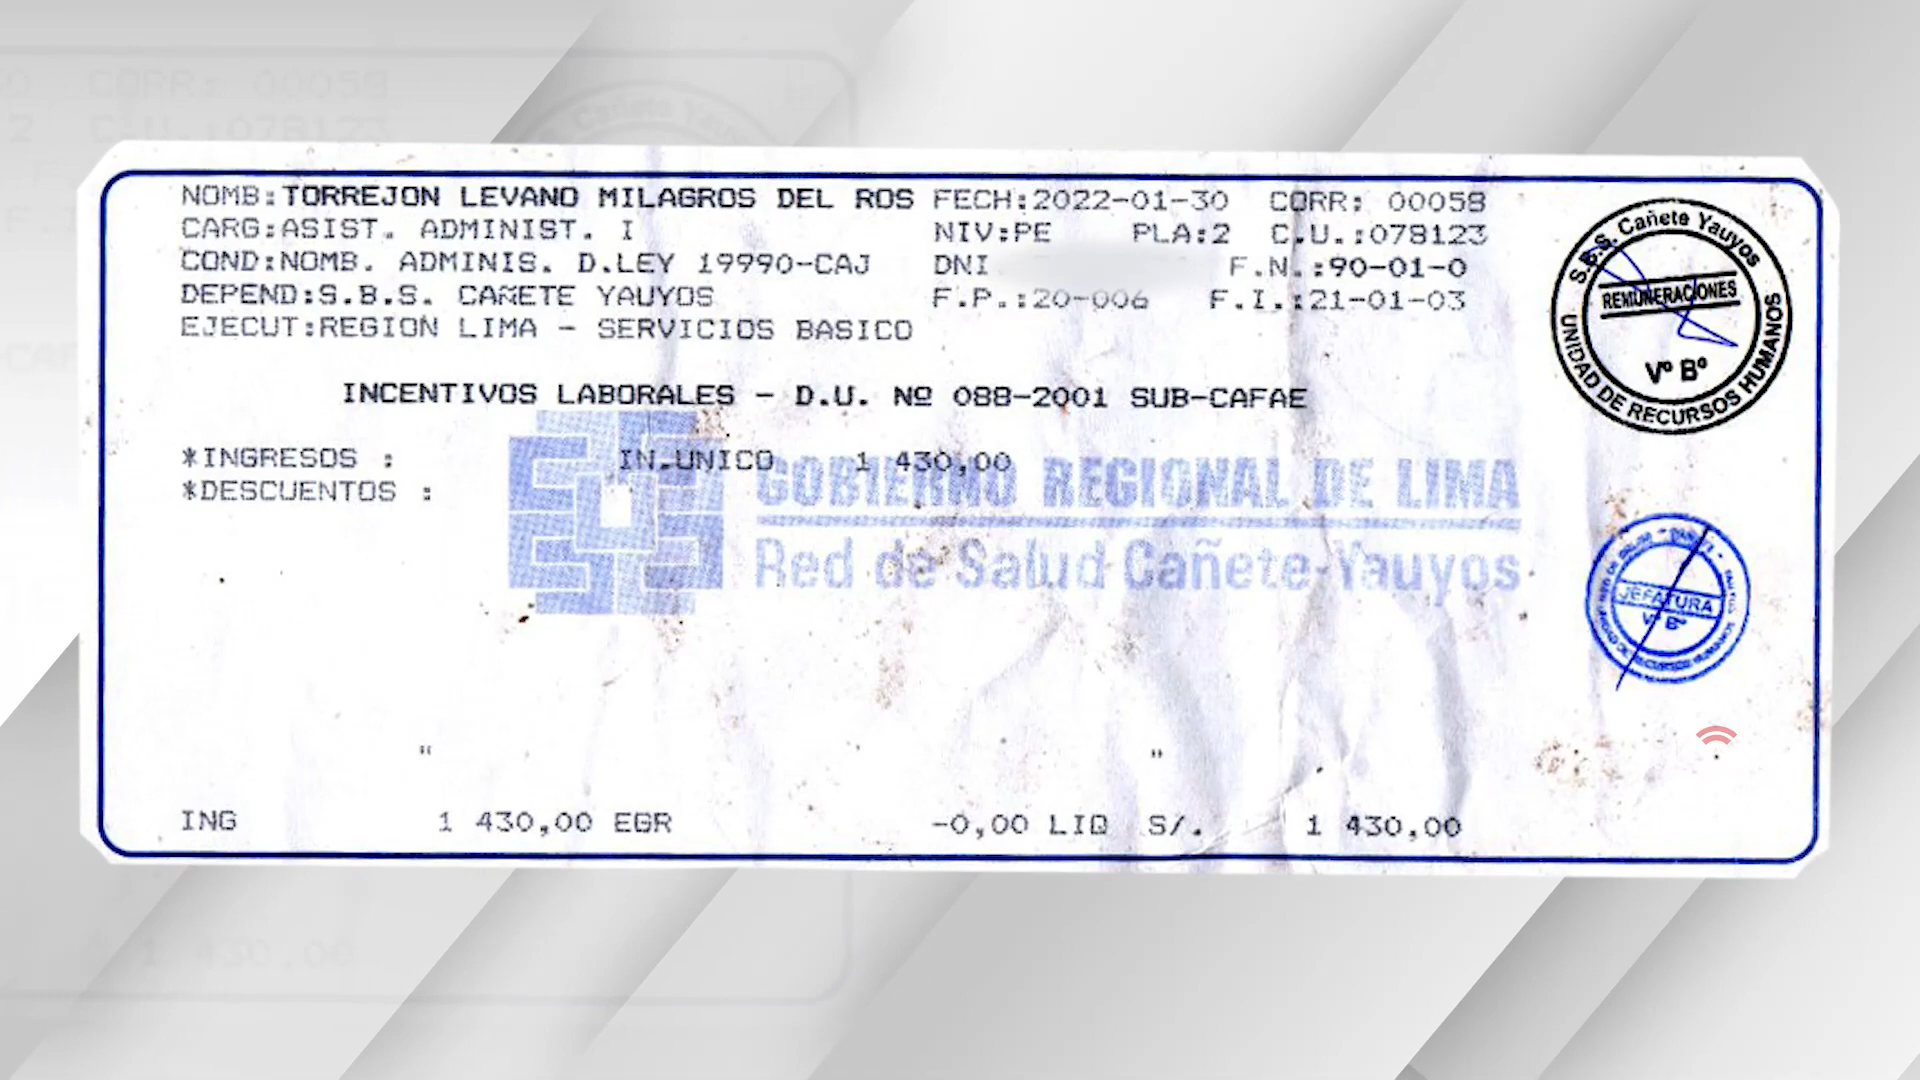 NOMB:TORREJON LEVANO MILAGROS DEL ROS FECH:2022-01-30 CORR: 00058
CARG:ASIST. ADMINIST. I NIV:PE PLA:2 C.U.:078123
COND:NOMB. ADMINIS. D.LEY 19990-CAJ DNI F.N.:90-01-0
DEPEND:S.B.S. CAÑETE YAUYOS F.P.:20-006 F.I.:21-01-03
EJECUT:REGION LIMA - SERVICIOS BASICO
S.B.S. Cañete Yauyos
REMUNERACIONES
Vº Bº
UNIDAD DE RECURSOS HUMANOS
INCENTIVOS LABORALES - D.U. Nº 088-2001 SUB-CAFAE
*INGRESOS : IN.UNICO 1 430,00
*DESCUENTOS :
GOBIERNO REGIONAL DE LIMA
Red de Salud Cañete-Yauyos
JEFATURA
Vº Bº
" "
ING 1 430,00 EGR -0,00 LIQ S/. 1 430,00